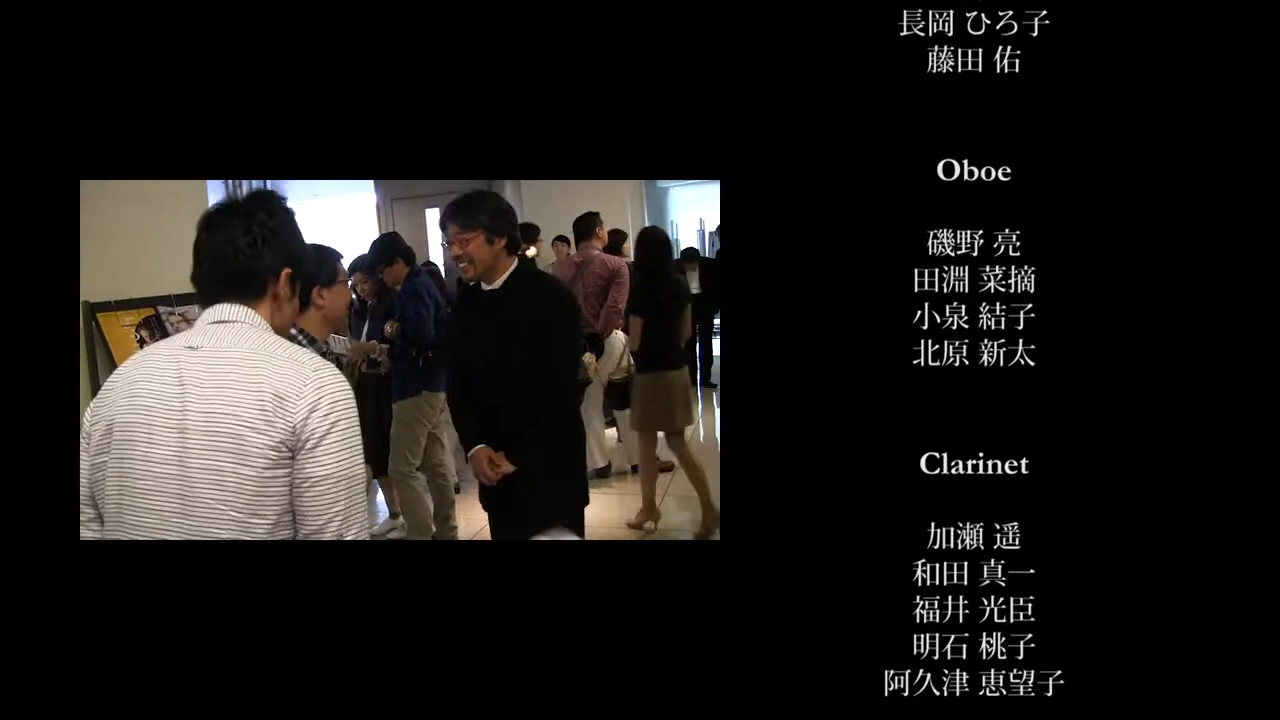 長岡 ひろ子
藤田 佑
Oboe
磯野 亮
田淵 菜摘
小泉 結子
北原 新太
Clarinet
加瀬 遥
和田 真一
福井 光臣
明石 桃子
阿久津 恵望子